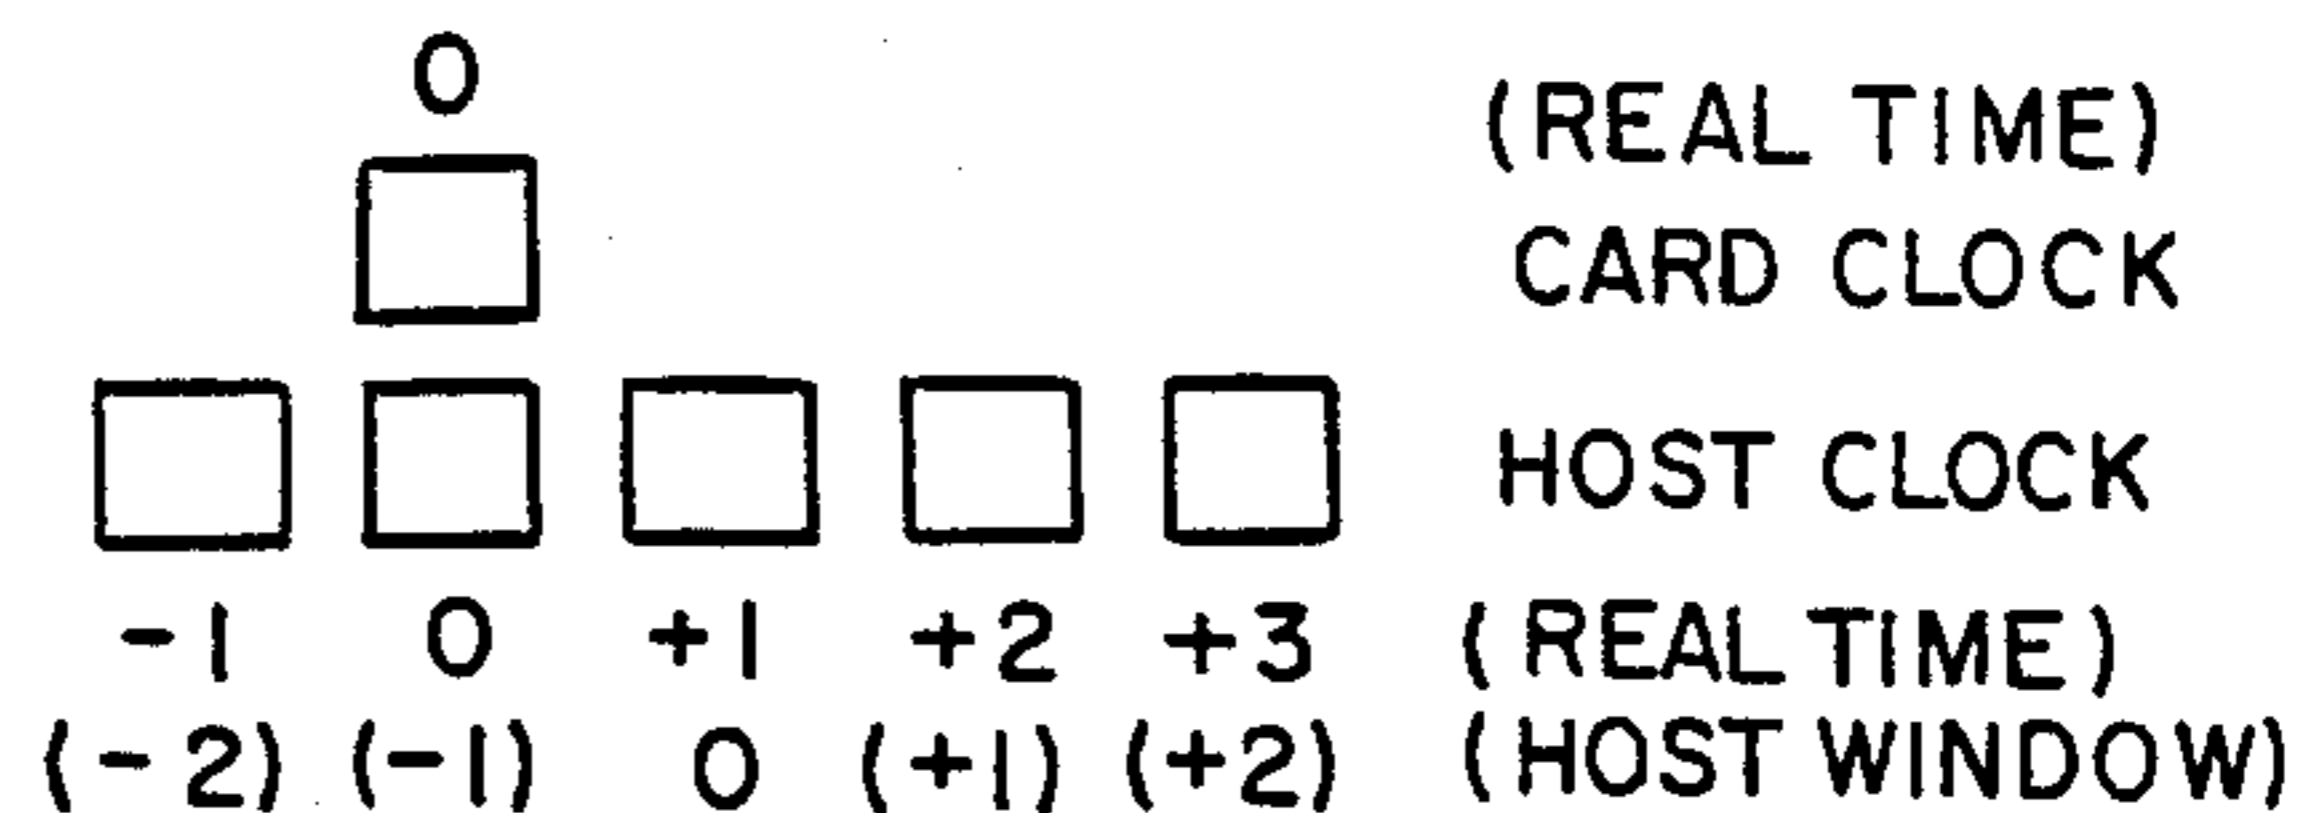 0
(REAL TIME)
CARD CLOCK
HOST CLOCK
-1 0 +1 +2 +3 (REAL TIME)
(-2) (-1) 0 (+1) (+2) (HOST WINDOW)